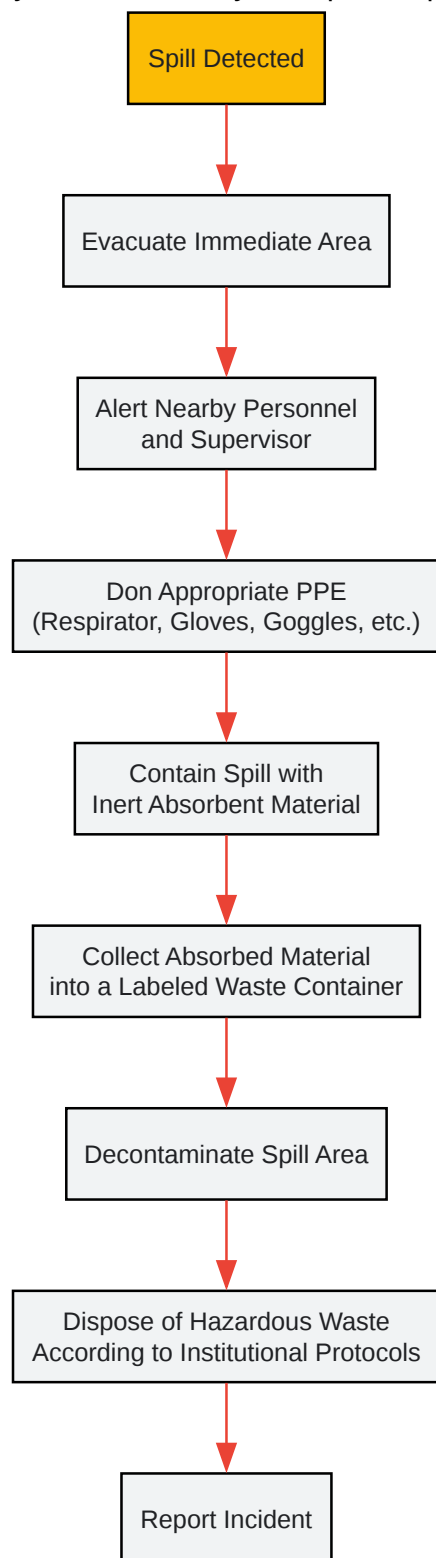 Spill Detected
Evacuate Immediate Area
Alert Nearby Personnel
and Supervisor
Don Appropriate PPE
(Respirator, Gloves, Goggles, etc.)
Contain Spill with
Inert Absorbent Material
Collect Absorbed Material
into a Labeled Waste Container
Decontaminate Spill Area
Dispose of Hazardous Waste
According to Institutional Protocols
Report Incident